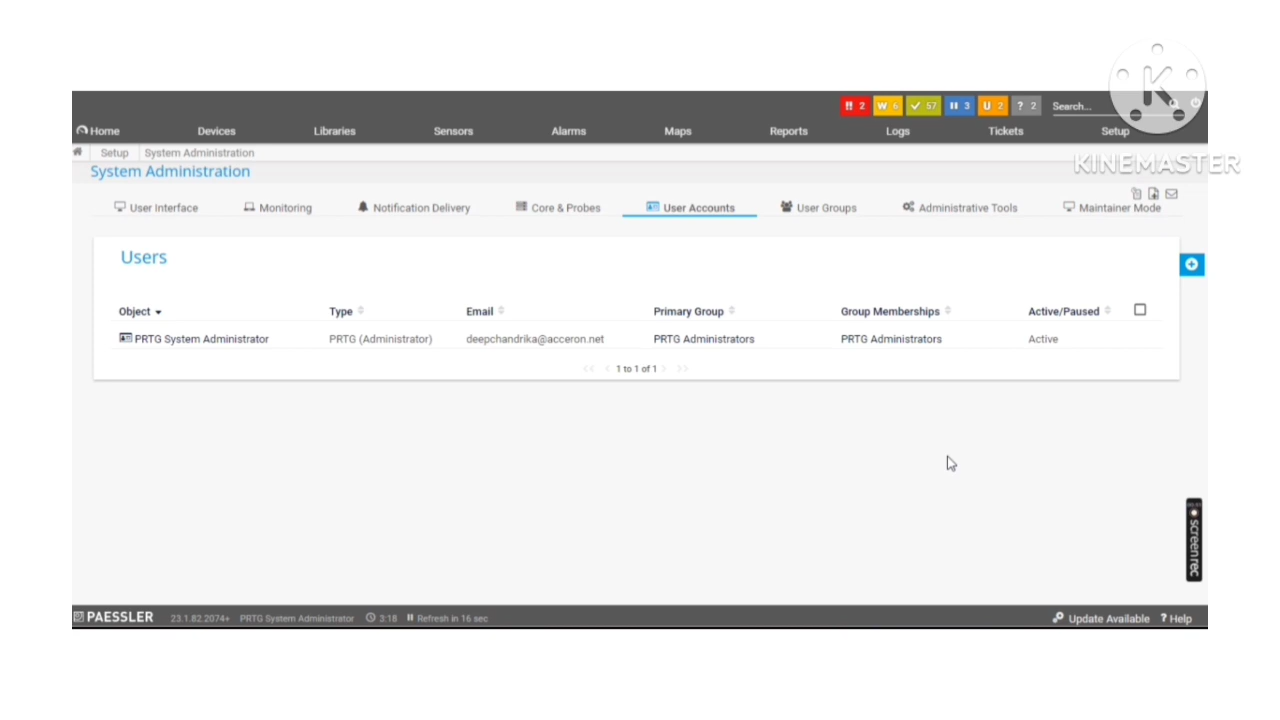 K
KINEMASTER
!! 2 W 6 57 3 U 2 ? 2 Search...
Home Devices Libraries Sensors Alarms Maps Reports Logs Tickets Setup
Setup System Administration
System Administration
User Interface Monitoring Notification Delivery Core & Probes User Accounts User Groups Administrative Tools Maintainer Mode
Users
Object Type Email Primary Group Group Memberships Active/Paused
PRTG System Administrator PRTG (Administrator) deepchandrika@acceron.net PRTG Administrators PRTG Administrators Active
<< < 1 to 1 of 1 > >>
screenrec
PAESSLER 23.1.82.2074+ PRTG System Administrator 3:18 Refresh in 16 sec Update Available ? Help